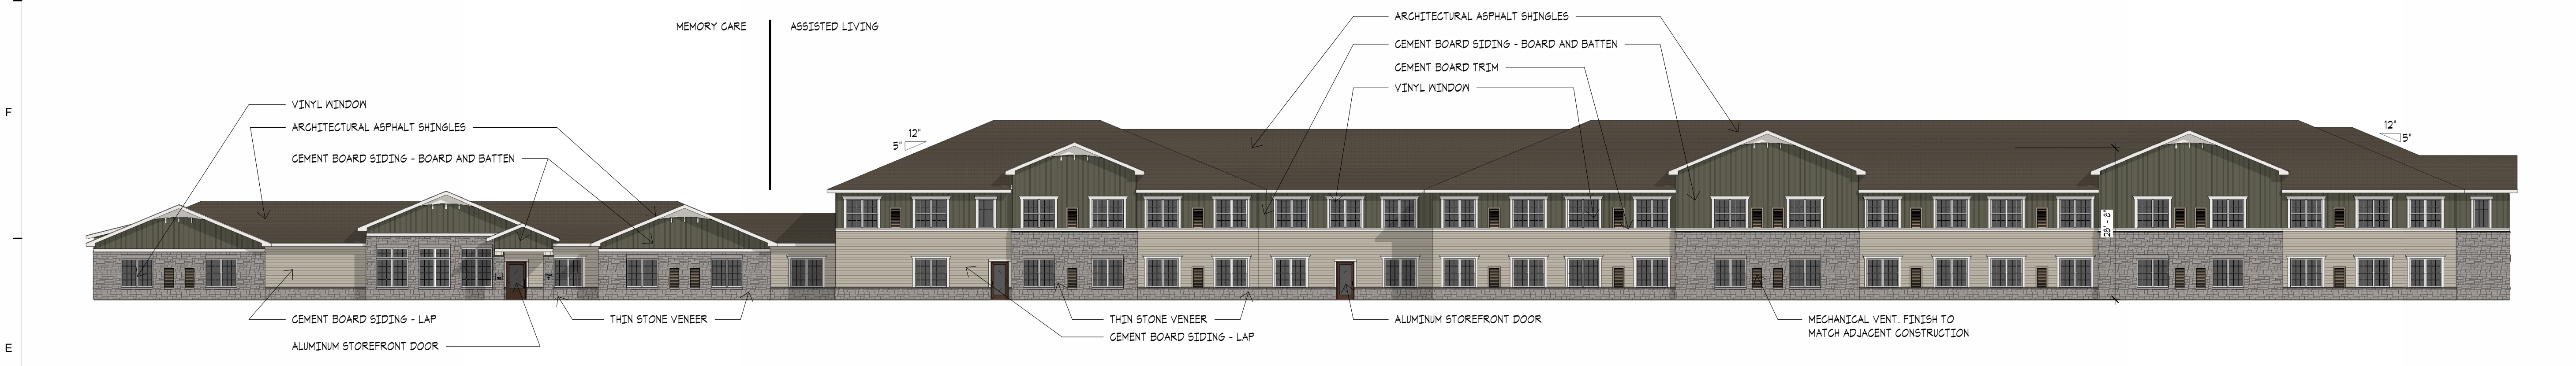 MEMORY CARE
ASSISTED LIVING
ARCHITECTURAL ASPHALT SHINGLES
CEMENT BOARD SIDING - BOARD AND BATTEN
CEMENT BOARD TRIM
VINYL WINDOW
VINYL WINDOW
ARCHITECTURAL ASPHALT SHINGLES
CEMENT BOARD SIDING - BOARD AND BATTEN
F
12"
5"
12"
5"
28' - 8"
CEMENT BOARD SIDING - LAP
THIN STONE VENEER
THIN STONE VENEER
ALUMINUM STOREFRONT DOOR
MECHANICAL VENT. FINISH TO
MATCH ADJACENT CONSTRUCTION
CEMENT BOARD SIDING - LAP
ALUMINUM STOREFRONT DOOR
E